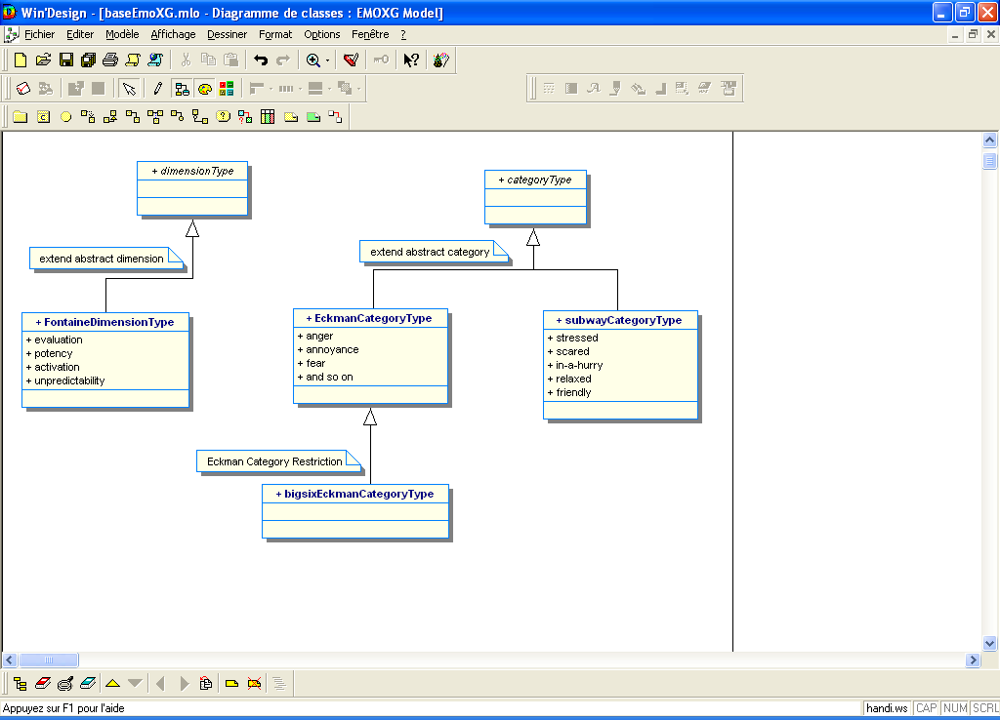 Win'Design - [baseEmoXG.mlo - Diagramme de classes : EMOXG Model]
Fichier Editer Modèle Affichage Dessiner Format Options Fenêtre ?
+ dimensionType
+ categoryType
extend abstract dimension
extend abstract category
+ FontaineDimensionType
+ evaluation
+ potency
+ activation
+ unpredictability
+ EckmanCategoryType
+ anger
+ annoyance
+ fear
+ and so on
+ subwayCategoryType
+ stressed
+ scared
+ in-a-hurry
+ relaxed
+ friendly
Eckman Category Restriction
+ bigsixEckmanCategoryType
Appuyez sur F1 pour l'aide
handi.ws CAP NUM SCRL